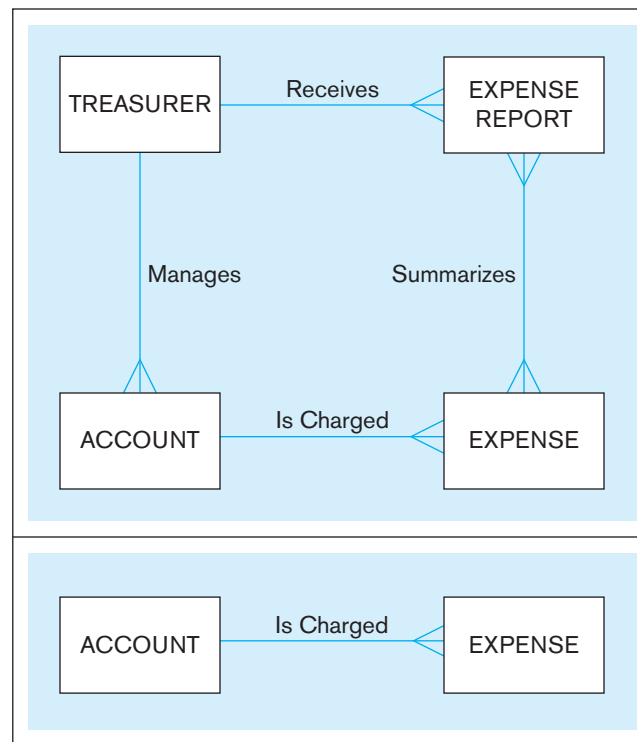 TREASURER
Receives
EXPENSE
REPORT
Manages
Summarizes
ACCOUNT
Is Charged
EXPENSE
ACCOUNT
Is Charged
EXPENSE